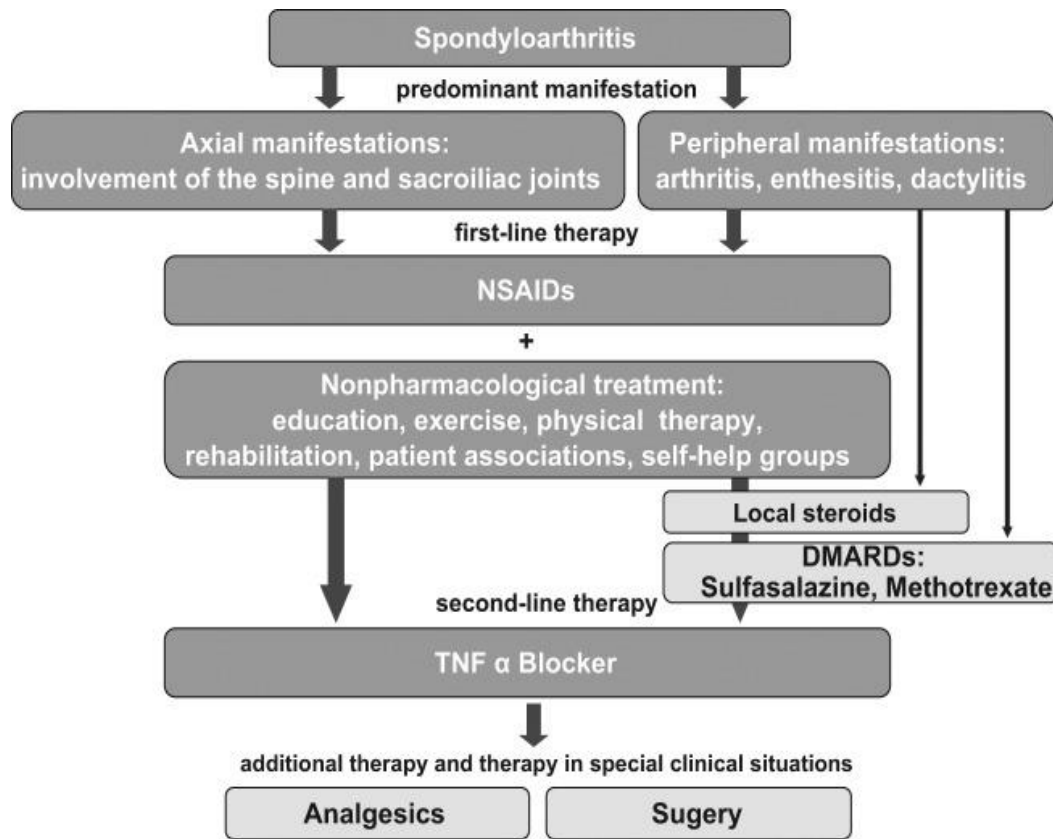 Spondyloarthritis
predominant manifestation
Axial manifestations:
involvement of the spine and sacroiliac joints
Peripheral manifestations:
arthritis, enthesitis, dactylitis
first-line therapy
NSAIDs
+
Nonpharmacological treatment:
education, exercise, physical therapy,
rehabilitation, patient associations, self-help groups
Local steroids
DMARDs:
Sulfasalazine, Methotrexate
second-line therapy
TNF α Blocker
additional therapy and therapy in special clinical situations
Analgesics
Sugery